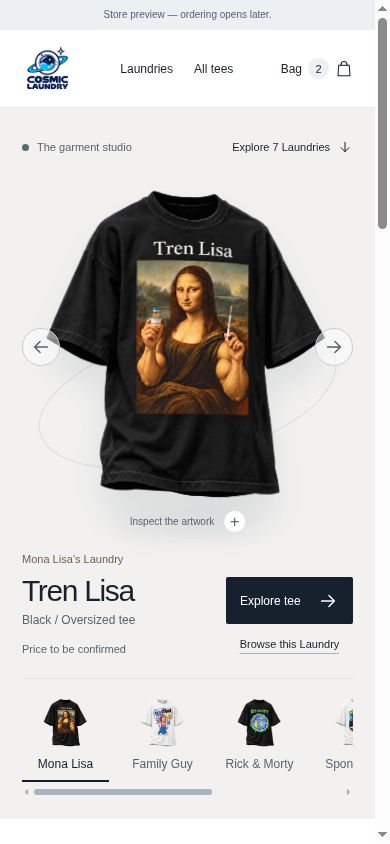 Store preview — ordering opens later.
COSMIC
LAUNDRY
Laundries
All tees
Bag
2
The garment studio
Explore 7 Laundries
Tren Lisa
Inspect the artwork
Mona Lisa's Laundry
Tren Lisa
Black / Oversized tee
Explore tee
Price to be confirmed
Browse this Laundry
Mona Lisa
Family Guy
Rick & Morty
Spon